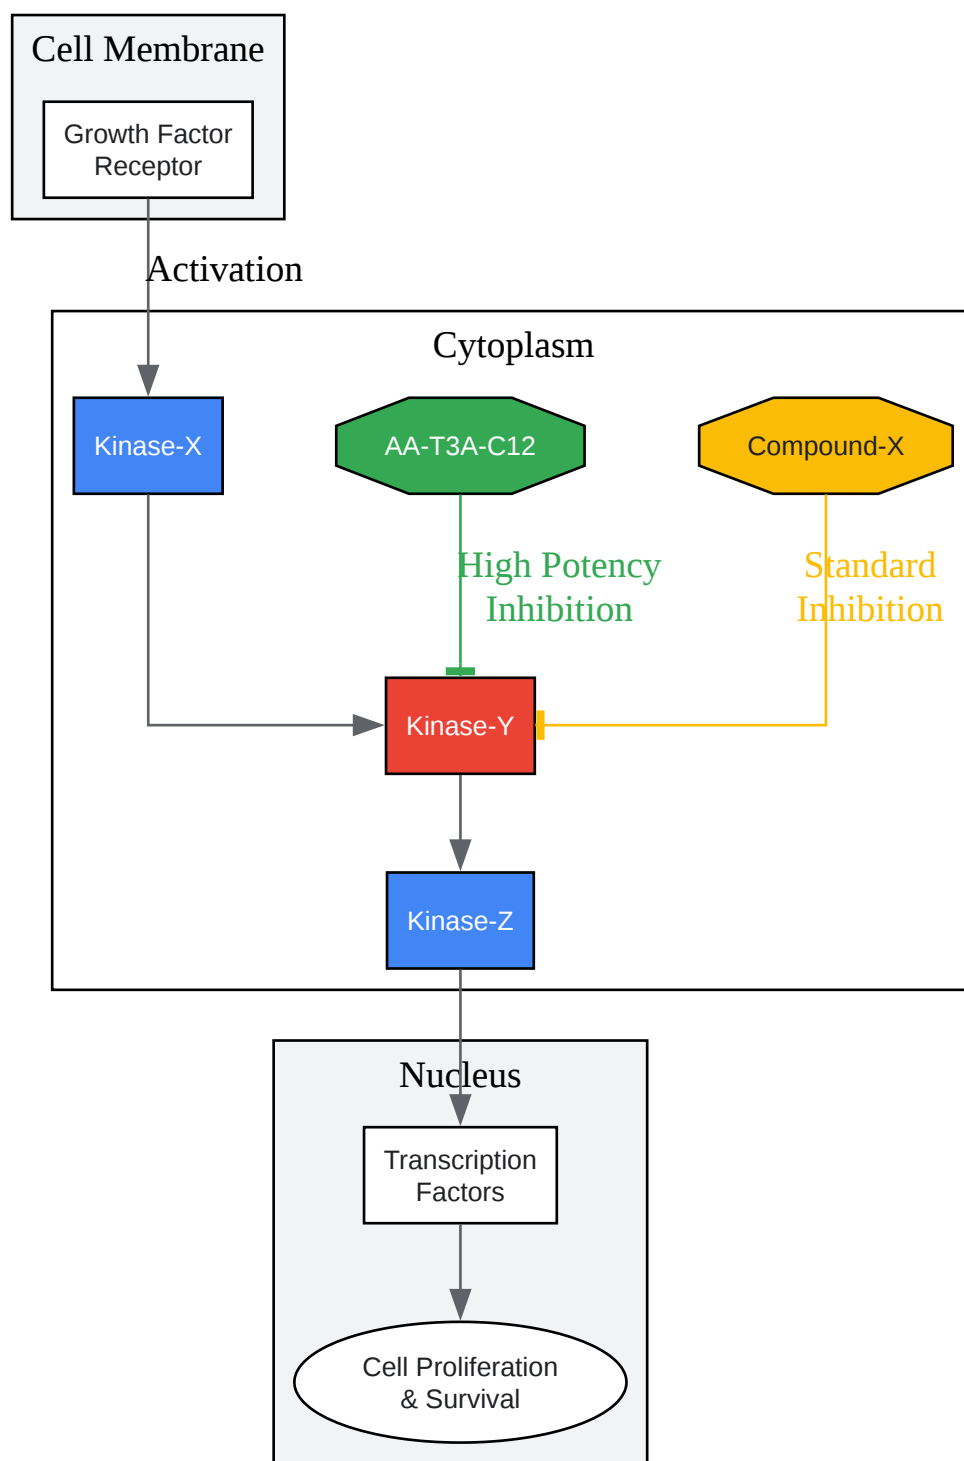 Cell Membrane
Growth Factor
Receptor
Activation
Cytoplasm
Kinase-X
AA-T3A-C12
Compound-X
High Potency
Inhibition
Standard
Inhibition
Kinase-Y
Kinase-Z
Nucleus
Transcription
Factors
Cell Proliferation
& Survival